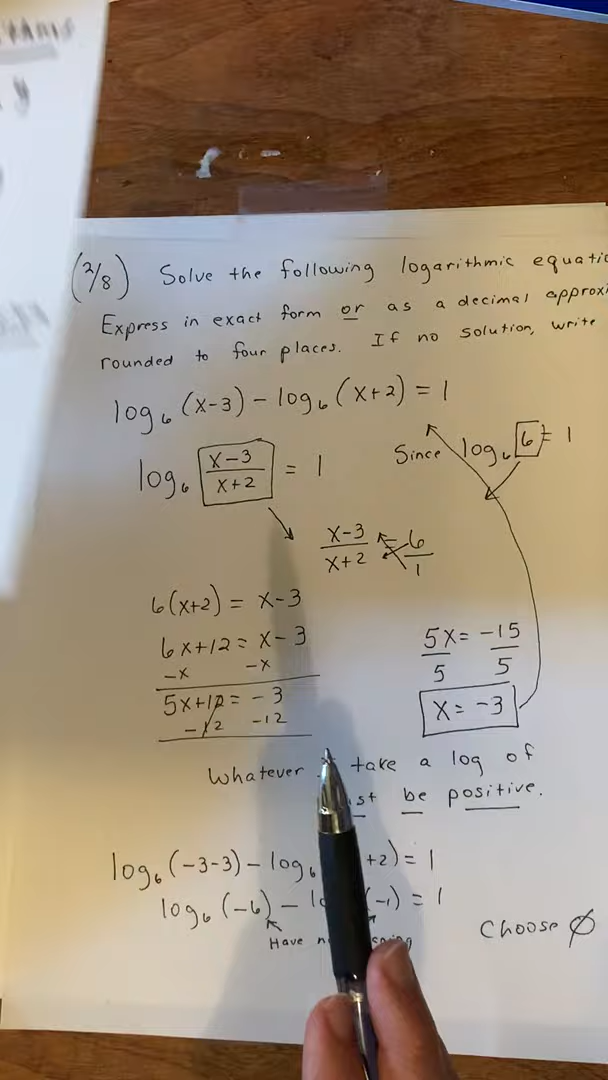 (2/8) Solve the following logarithmic
Express in exact form or as a decimal
rounded to four places. If no solution, write
log₆ (x-3) - log₆ (x+2) = 1
log₆ x-3/x+2 = 1
Since log₆ 6 = 1
x-3/x+2 = 6/1
6(x+2) = x-3
6x+12 = x-3
-x -x
5x+12 = -3
-12 -12
5x = -15
5 5
x = -3
Whatever take a log of
be positive.
log₆ (-3-3) - log₆ +2) = 1
log₆ (-6) - (-1) = 1
Have
Choose ∅